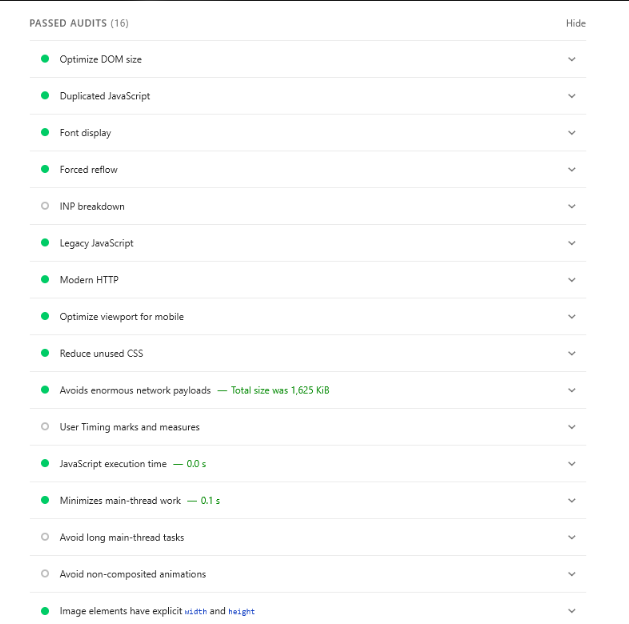 PASSED AUDITS (16) Hide
Optimize DOM size
Duplicated JavaScript
Font display
Forced reflow
INP breakdown
Legacy JavaScript
Modern HTTP
Optimize viewport for mobile
Reduce unused CSS
Avoids enormous network payloads — Total size was 1,625 KiB
User Timing marks and measures
JavaScript execution time — 0.0 s
Minimizes main-thread work — 0.1 s
Avoid long main-thread tasks
Avoid non-composited animations
Image elements have explicit width and height